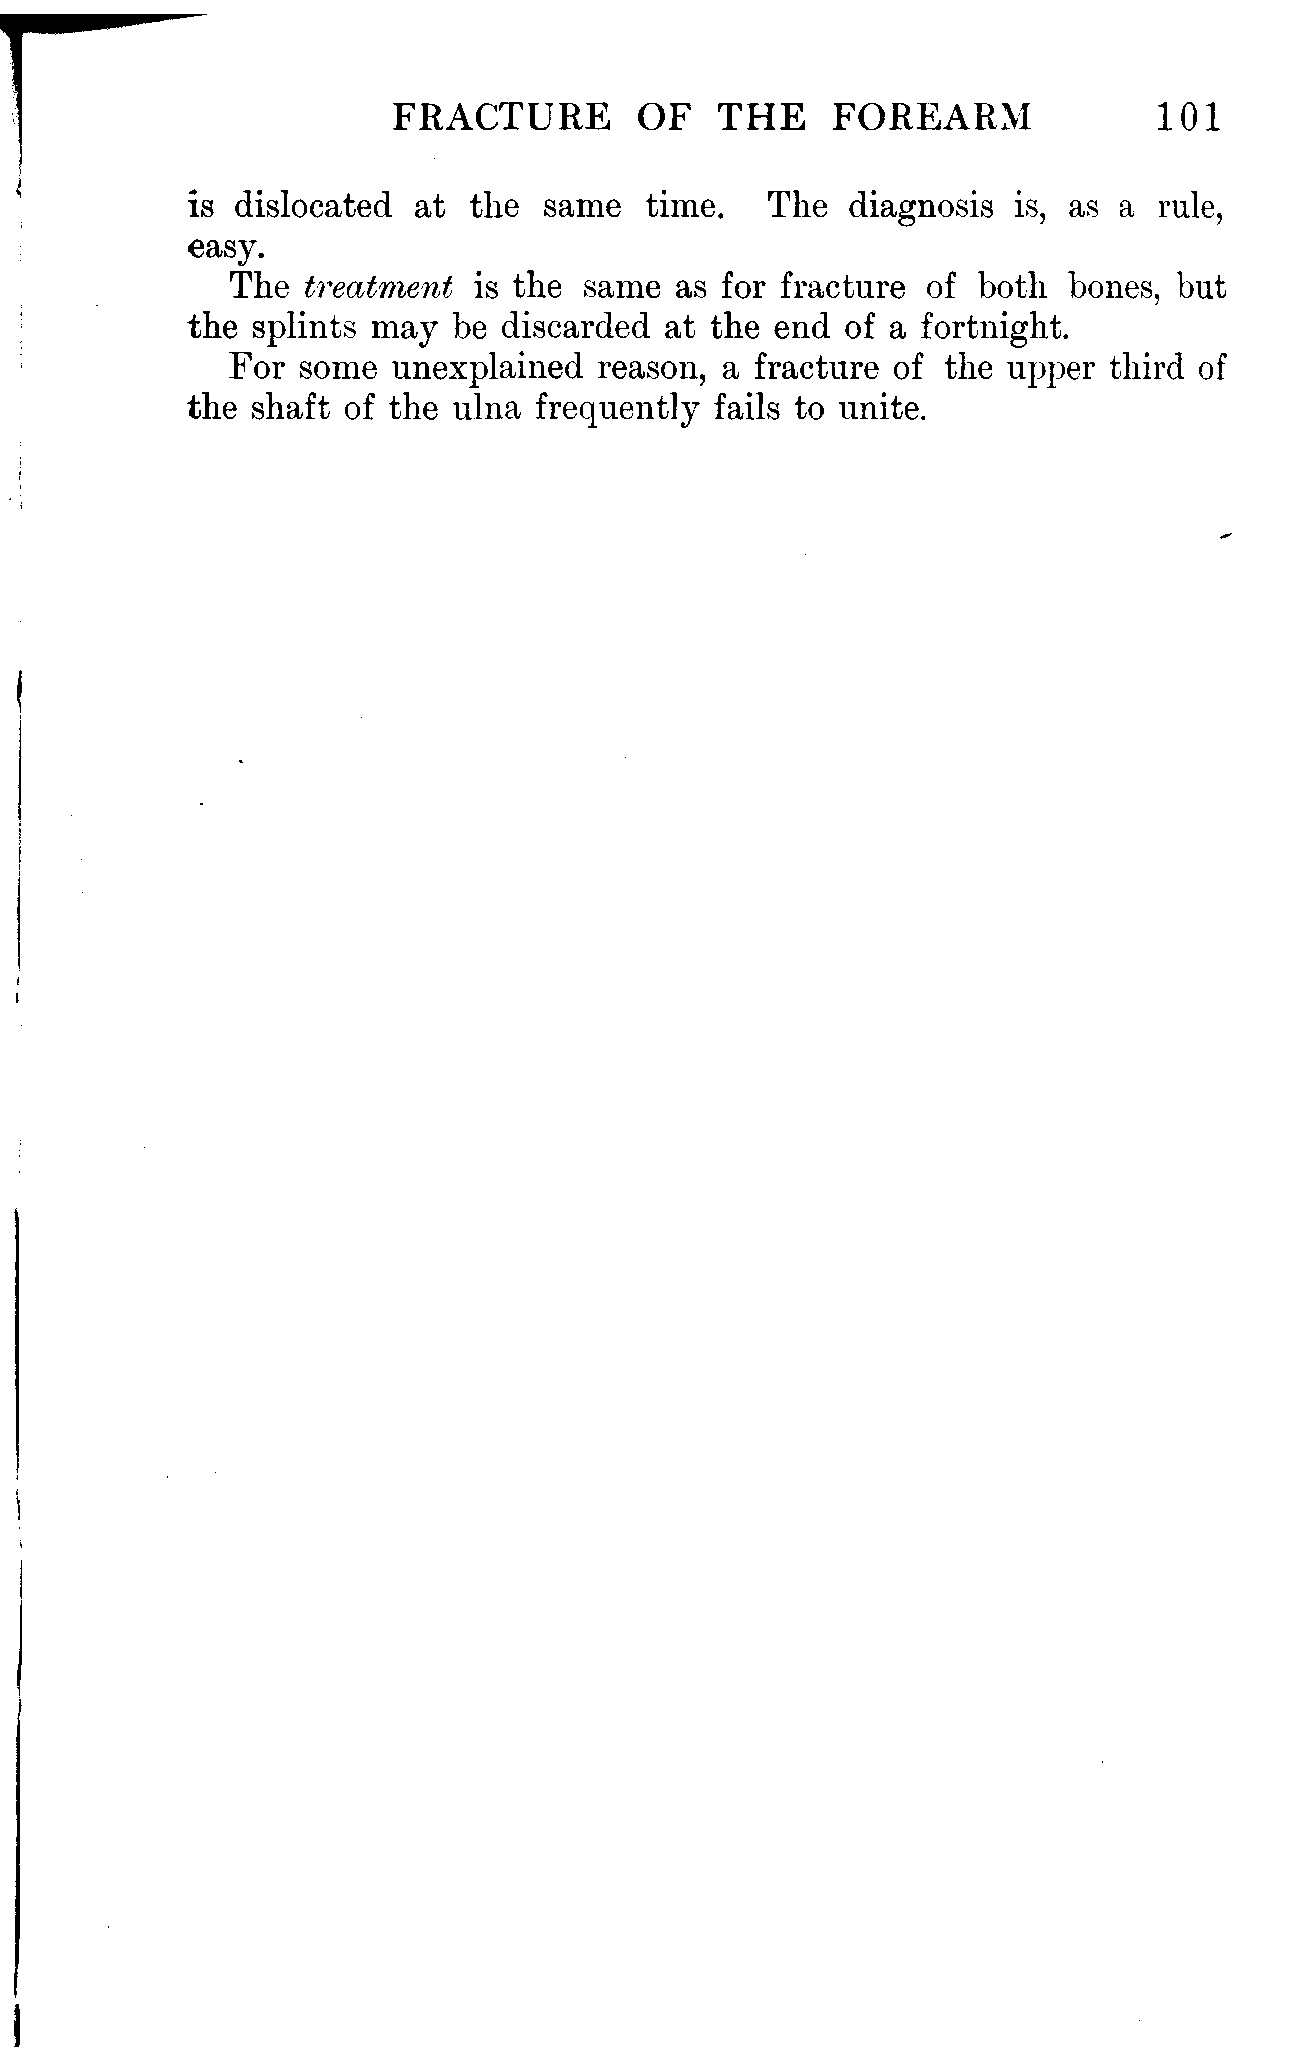 FRACTURE OF THE FOREARM 101
is dislocated at the same time. The diagnosis is, as a rule,
easy.
The treatment is the same as for fracture of both bones, but
the splints may be discarded at the end of a fortnight.
For some unexplained reason, a fracture of the upper third of
the shaft of the ulna frequently fails to unite.